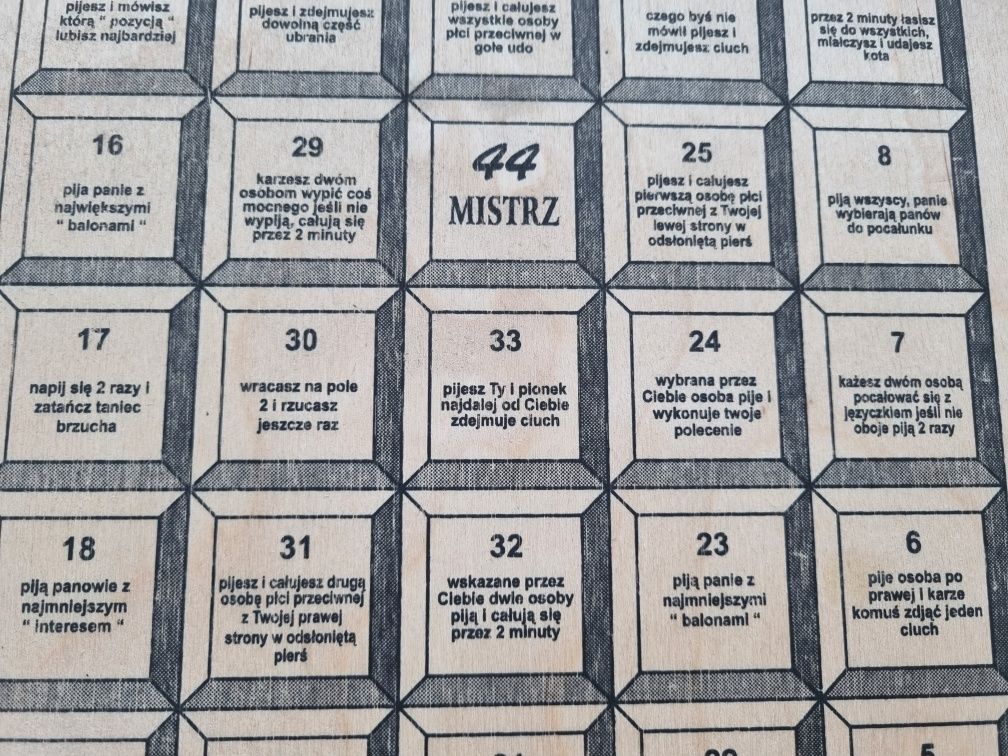 pijesz i mówisz
którą " pozycją "
lubisz najbardziej
pijesz i zdejmujesz
dowolną część
ubrania
pijesz i całujesz
wszystkie osoby
płci przeciwnej w
gołe udo
czego byś nie
mówił pijesz i
zdejmujesz ciuch
przez 2 minuty łasisz
się do wszystkich,
miałczysz i udajesz
kota
16
pija panie z
największymi
" balonami "
29
karzesz dwóm
osobom wypić coś
mocnego jeśli nie
wypiją, całują się
przez 2 minuty
44
MISTRZ
25
pijesz i całujesz
pierwszą osobę płci
przeciwnej z Twojej
lewej strony w
odsłoniętą pierś
8
piją wszyscy, panie
wybierają panów
do pocałunku
17
napij się 2 razy i
zatańcz taniec
brzucha
30
wracasz na pole
2 i rzucasz
jeszcze raz
33
pijesz Ty i pionek
najdalej od Ciebie
zdejmuje ciuch
24
wybrana przez
Ciebie osoba pije i
wykonuje twoje
polecenie
7
każesz dwóm osobą
pocałować się z
języczkiem jeśli nie
oboje piją 2 razy
18
piją panowie z
najmniejszym
" interesem "
31
pijesz i całujesz drugą
osobę płci przeciwnej
z Twojej prawej
strony w odsłoniętą
pierś
32
wskazane przez
Ciebie dwie osoby
piją i całują się
przez 2 minuty
23
piją panie z
najmniejszymi
" balonami "
6
pije osoba po
prawej i karze
komuś zdjąć jeden
ciuch